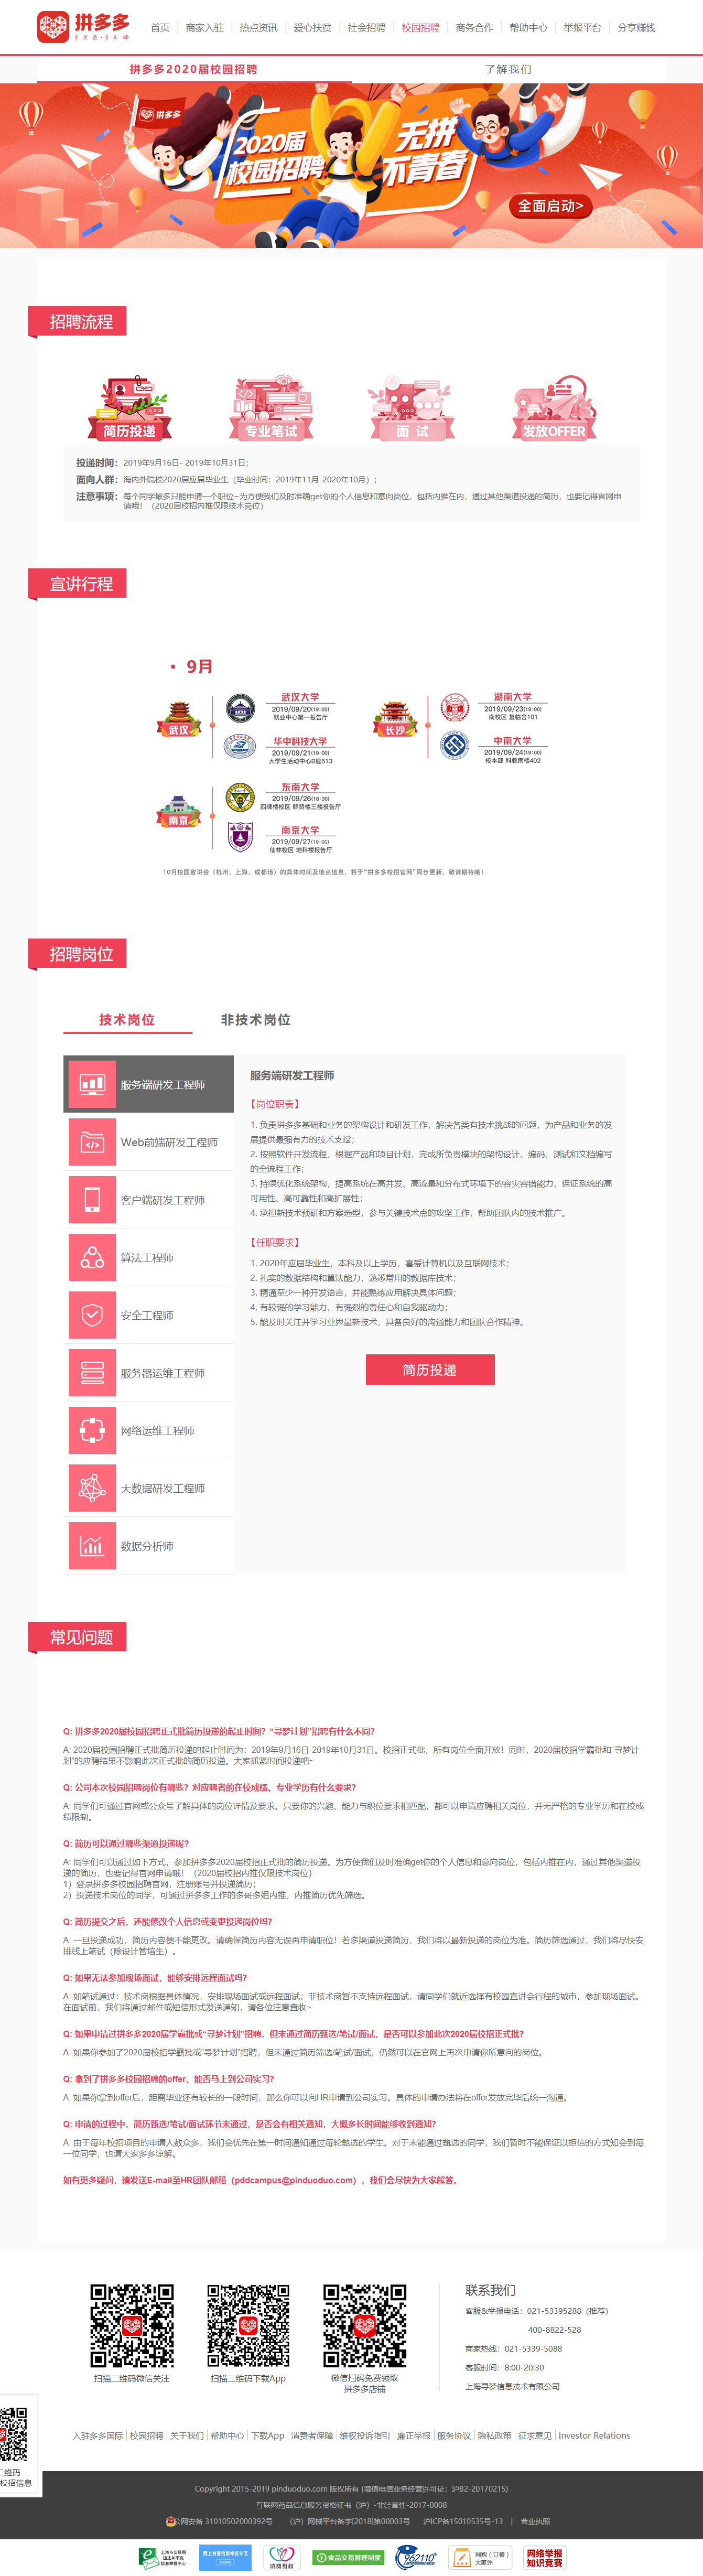 拼多多
首页 | 商家入驻 | 热点资讯 | 爱心扶贫 | 社会招聘 | 校园招聘 | 商务合作 | 帮助中心 | 举报平台 | 分享赚钱
拼多多2020届校园招聘
了解我们
拼多多
2020届
校园招聘
无拼
不青春
全面启动>
招聘流程
简历投递
专业笔试
面 试
发放OFFER
投递时间：2019年9月16日- 2019年10月31日；
面向人群：海内外院校2020届应届毕业生（毕业时间：2019年11月-2020年10月）；
注意事项：每个同学最多只能申请一个职位~为方便我们及时准确get你的个人信息和意向岗位，包括内推在内，通过其他渠道投递的简历，也要记得官网申
请哦！（2020届校招内推仅限技术岗位）
宣讲行程
• 9月
武汉
武汉大学
2019/09/20(19:00)
就业中心第一报告厅
华中科技大学
2019/09/21(19:00)
大学生活动中心B座513
长沙
湖南大学
2019/09/23(19:00)
南校区 复临舍101
中南大学
2019/09/24(19:00)
校本部 科教南楼402
南京
东南大学
2019/09/26(18:30)
四牌楼校区 群贤楼三楼报告厅
南京大学
2019/09/27(19:00)
仙林校区 地科楼报告厅
10月校园宣讲会（杭州、上海、成都场）的具体时间及地点信息，将于“拼多多校招官网”同步更新，敬请期待哦！
招聘岗位
技术岗位
非技术岗位
服务端研发工程师
Web前端研发工程师
客户端研发工程师
算法工程师
安全工程师
服务器运维工程师
网络运维工程师
大数据研发工程师
数据分析师
服务端研发工程师
【岗位职责】
1. 负责拼多多基础和业务的架构设计和研发工作，解决各类有技术挑战的问题，为产品和业务的发
展提供最强有力的技术支撑；
2. 按照软件开发流程，根据产品和项目计划，完成所负责模块的架构设计、编码、测试和文档编写
的全流程工作；
3. 持续优化系统架构，提高系统在高并发、高流量和分布式环境下的容灾容错能力，保证系统的高
可用性、高可靠性和高扩展性；
4. 承担新技术预研和方案选型，参与关键技术点的攻坚工作，帮助团队内的技术推广。
【任职要求】
1. 2020年应届毕业生，本科及以上学历，喜爱计算机以及互联网技术；
2. 扎实的数据结构和算法能力，熟悉常用的数据库技术；
3. 精通至少一种开发语言，并能熟练应用解决具体问题；
4. 有较强的学习能力，有强烈的责任心和自我驱动力；
5. 能及时关注并学习业界最新技术，具备良好的沟通能力和团队合作精神。
简历投递
常见问题
Q: 拼多多2020届校园招聘正式批简历投递的起止时间？“寻梦计划”招聘有什么不同？
A: 2020届校园招聘正式批简历投递的起止时间为：2019年9月16日-2019年10月31日。校招正式批，所有岗位全面开放！同时，2020届校招学霸批和“寻梦计
划”的应聘结果不影响此次正式批的简历投递。大家抓紧时间投递吧~
Q: 公司本次校园招聘岗位有哪些？对应聘者的在校成绩、专业学历有什么要求？
A: 同学们可通过官网或公众号了解具体的岗位详情及要求。只要你的兴趣、能力与职位要求相匹配，都可以申请应聘相关岗位，并无严格的专业学历和在校成
绩限制。
Q: 简历可以通过哪些渠道投递呢？
A: 同学们可以通过如下方式，参加拼多多2020届校招正式批的简历投递。为方便我们及时准确get你的个人信息和意向岗位，包括内推在内，通过其他渠道投
递的简历，也要记得官网申请哦！（2020届校招内推仅限技术岗位）
1）登录拼多多校园招聘官网，注册账号并投递简历；
2）投递技术岗位的同学，可通过拼多多工作的多哥多姐内推，内推简历优先筛选。
Q: 简历提交之后，还能修改个人信息或变更投递岗位吗？
A: 一旦投递成功，简历内容便不能更改。请确保简历内容无误再申请职位！若多渠道投递简历，我们将以最新投递的岗位为准。简历筛选通过，我们将尽快安
排线上笔试（除设计管培生）。
Q: 如果无法参加现场面试，能够安排远程面试吗？
A: 如笔试通过：技术岗根据具体情况，安排现场面试或远程面试；非技术岗暂不支持远程面试，请同学们就近选择有校园宣讲会行程的城市，参加现场面试。
在面试前，我们将通过邮件或短信形式发送通知，请各位注意查收~
Q: 如果申请过拼多多2020届学霸批或“寻梦计划”招聘，但未通过简历甄选/笔试/面试，是否可以参加此次2020届校招正式批？
A: 如果你参加了2020届校招学霸批或“寻梦计划”招聘，但未通过简历筛选/笔试/面试，仍然可以在官网上再次申请你所意向的岗位。
Q: 拿到了拼多多校园招聘的offer，能否马上到公司实习？
A: 如果你拿到offer后，距离毕业还有较长的一段时间，那么你可以向HR申请到公司实习。具体的申请办法将在offer发放完毕后统一沟通。
Q: 申请的过程中，简历甄选/笔试/面试环节未通过，是否会有相关通知，大概多长时间能够收到通知？
A: 由于每年校招项目的申请人数众多，我们会优先在第一时间通知通过每轮甄选的学生。对于未能通过甄选的同学，我们暂时不能保证以拒信的方式知会到每
一位同学，也请大家多多谅解。
如有更多疑问，请发送E-mail至HR团队邮箱（pddcampus@pinduoduo.com），我们会尽快为大家解答。
扫描二维码微信关注
扫描二维码下载App
微信扫码免费领取
拼多多店铺
联系我们
客服&举报电话：021-53395288（推荐）
400-8822-528
商家热线：021-5339-5088
客服时间：8:00-20:30
上海寻梦信息技术有限公司
二维码
校招信息
入驻多多国际 | 校园招聘 | 关于我们 | 帮助中心 | 下载App | 消费者保障 | 维权投诉指引 | 廉正举报 | 服务协议 | 隐私政策 | 征求意见 | Investor Relations
Copyright 2015-2019 pinduoduo.com 版权所有 (增值电信业务经营许可证：沪B2-20170215)
互联网药品信息服务资格证书（沪）-非经营性-2017-0008
公网安备 31010502000392号 （沪）网械平台备字[2018]第00003号 沪ICP备15010535号-13 | 营业执照
上海市互联网
违法和不良
信息举报中心
网上有害信息举报专区
消费者权
食品交易管理制度
962110
网购（订餐）
大家评
网络举报
知识竞赛